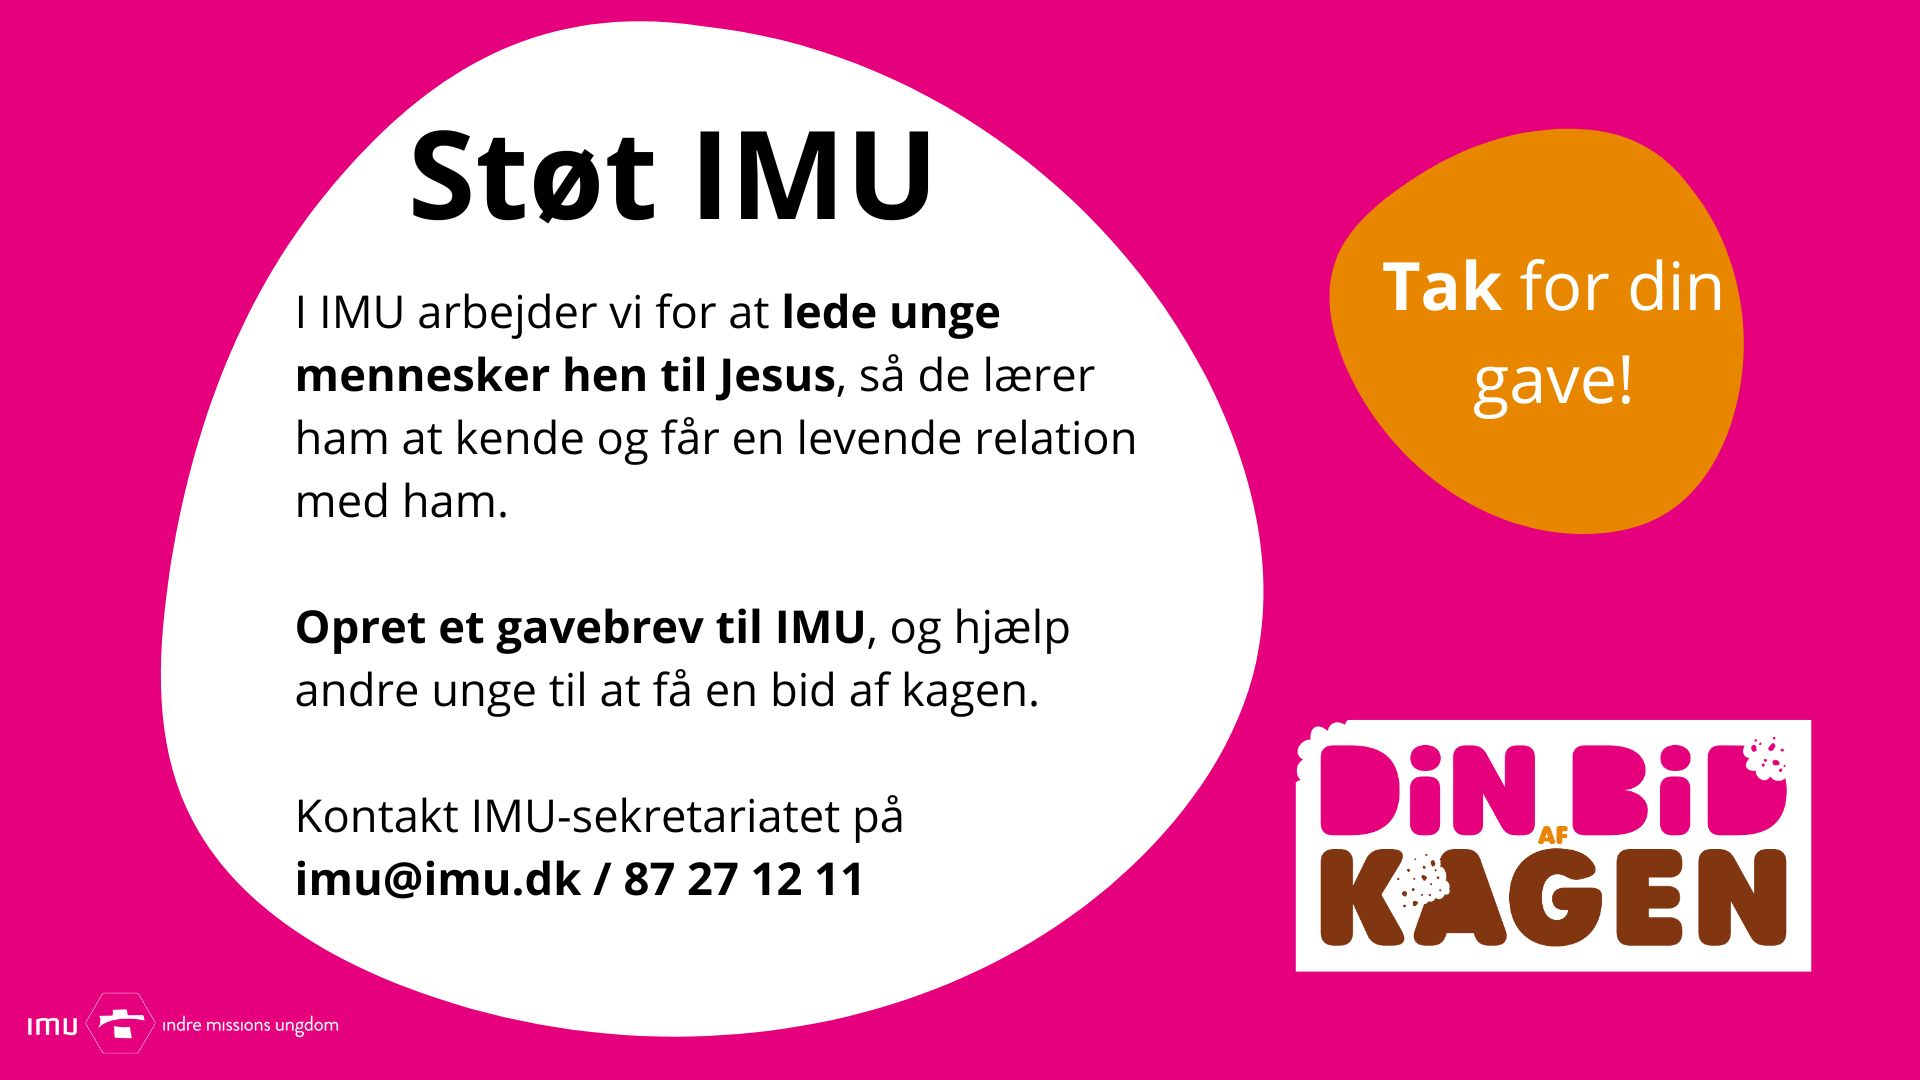 Støt IMU
I IMU arbejder vi for at lede unge
mennesker hen til Jesus, så de lærer
ham at kende og får en levende relation
med ham.
Opret et gavebrev til IMU, og hjælp
andre unge til at få en bid af kagen.
Kontakt IMU-sekretariatet på
imu@imu.dk / 87 27 12 11
Tak for din
gave!
DiN BiD
AF
KAGEN
imu indre missions ungdom